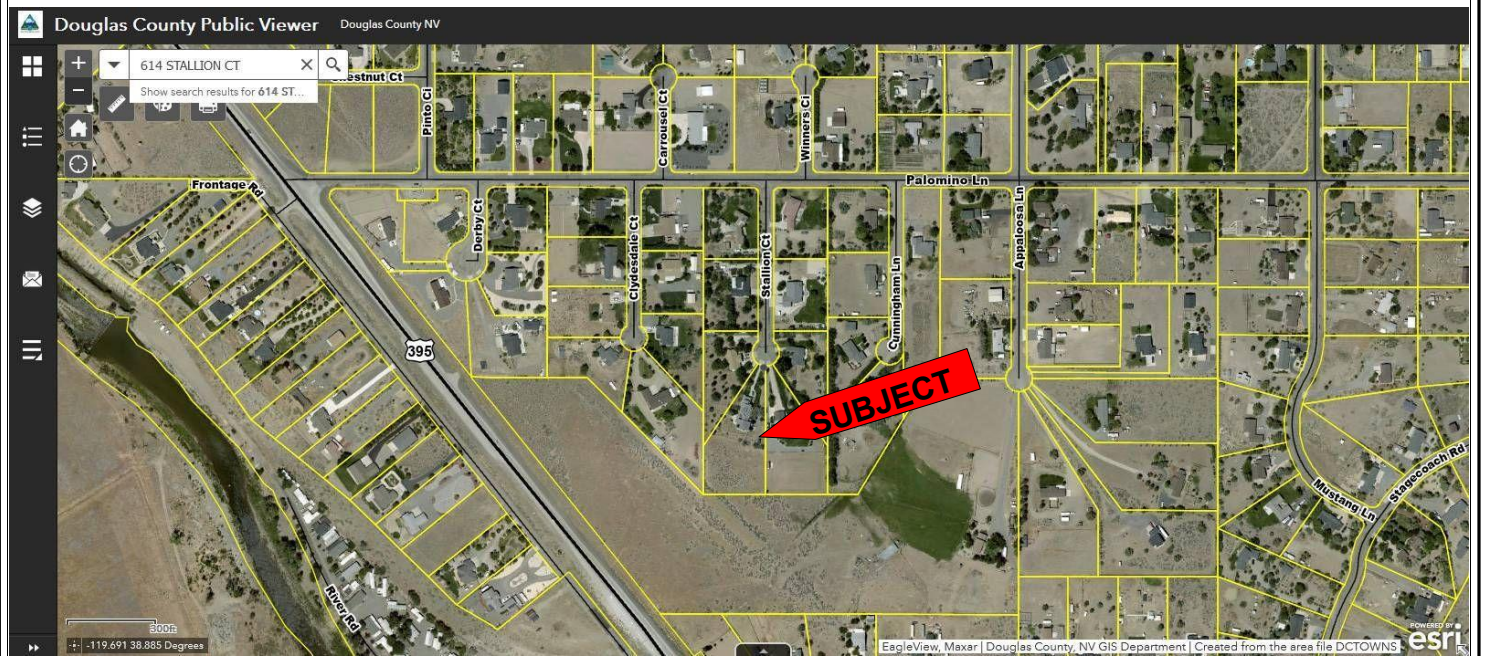 Douglas County Public Viewer Douglas County NV
614 STALLION CT
Show search results for 614 ST...
hestnut Ct
Pinto Ci
Carrousel Ct
Winners Ci
Frontage Rd
Palomino Ln
Derby Ct
Clydesdale Ct
Stallion Ct
Cunningham Ln
Appaloosa Ln
395
SUBJECT
Mustang Ln
Stagecoach Rd
River Rd
300ft
-119.691 38.885 Degrees
EagleView, Maxar | Douglas County, NV GIS Department | Created from the area file DCTOWNS
POWERED BY
esri